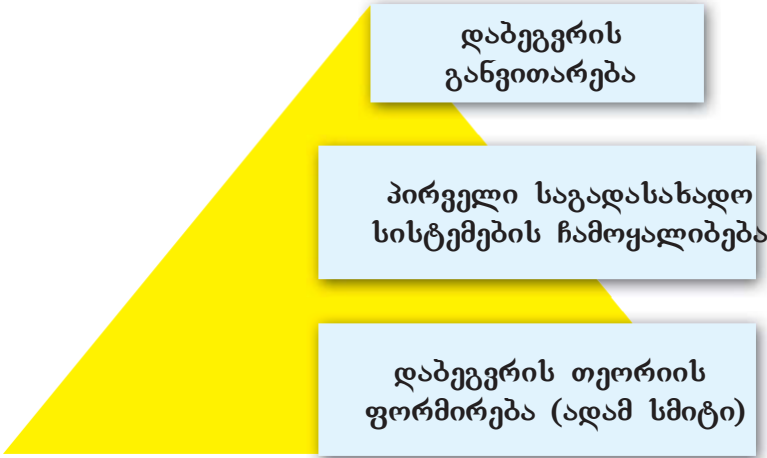 დაბეგვრის
განვითარება
პირველი საგადასახადო
სისტემების ჩამოყალიბება
დაბეგვრის თეორიის
ფორმირება (ადამ სმიტი)